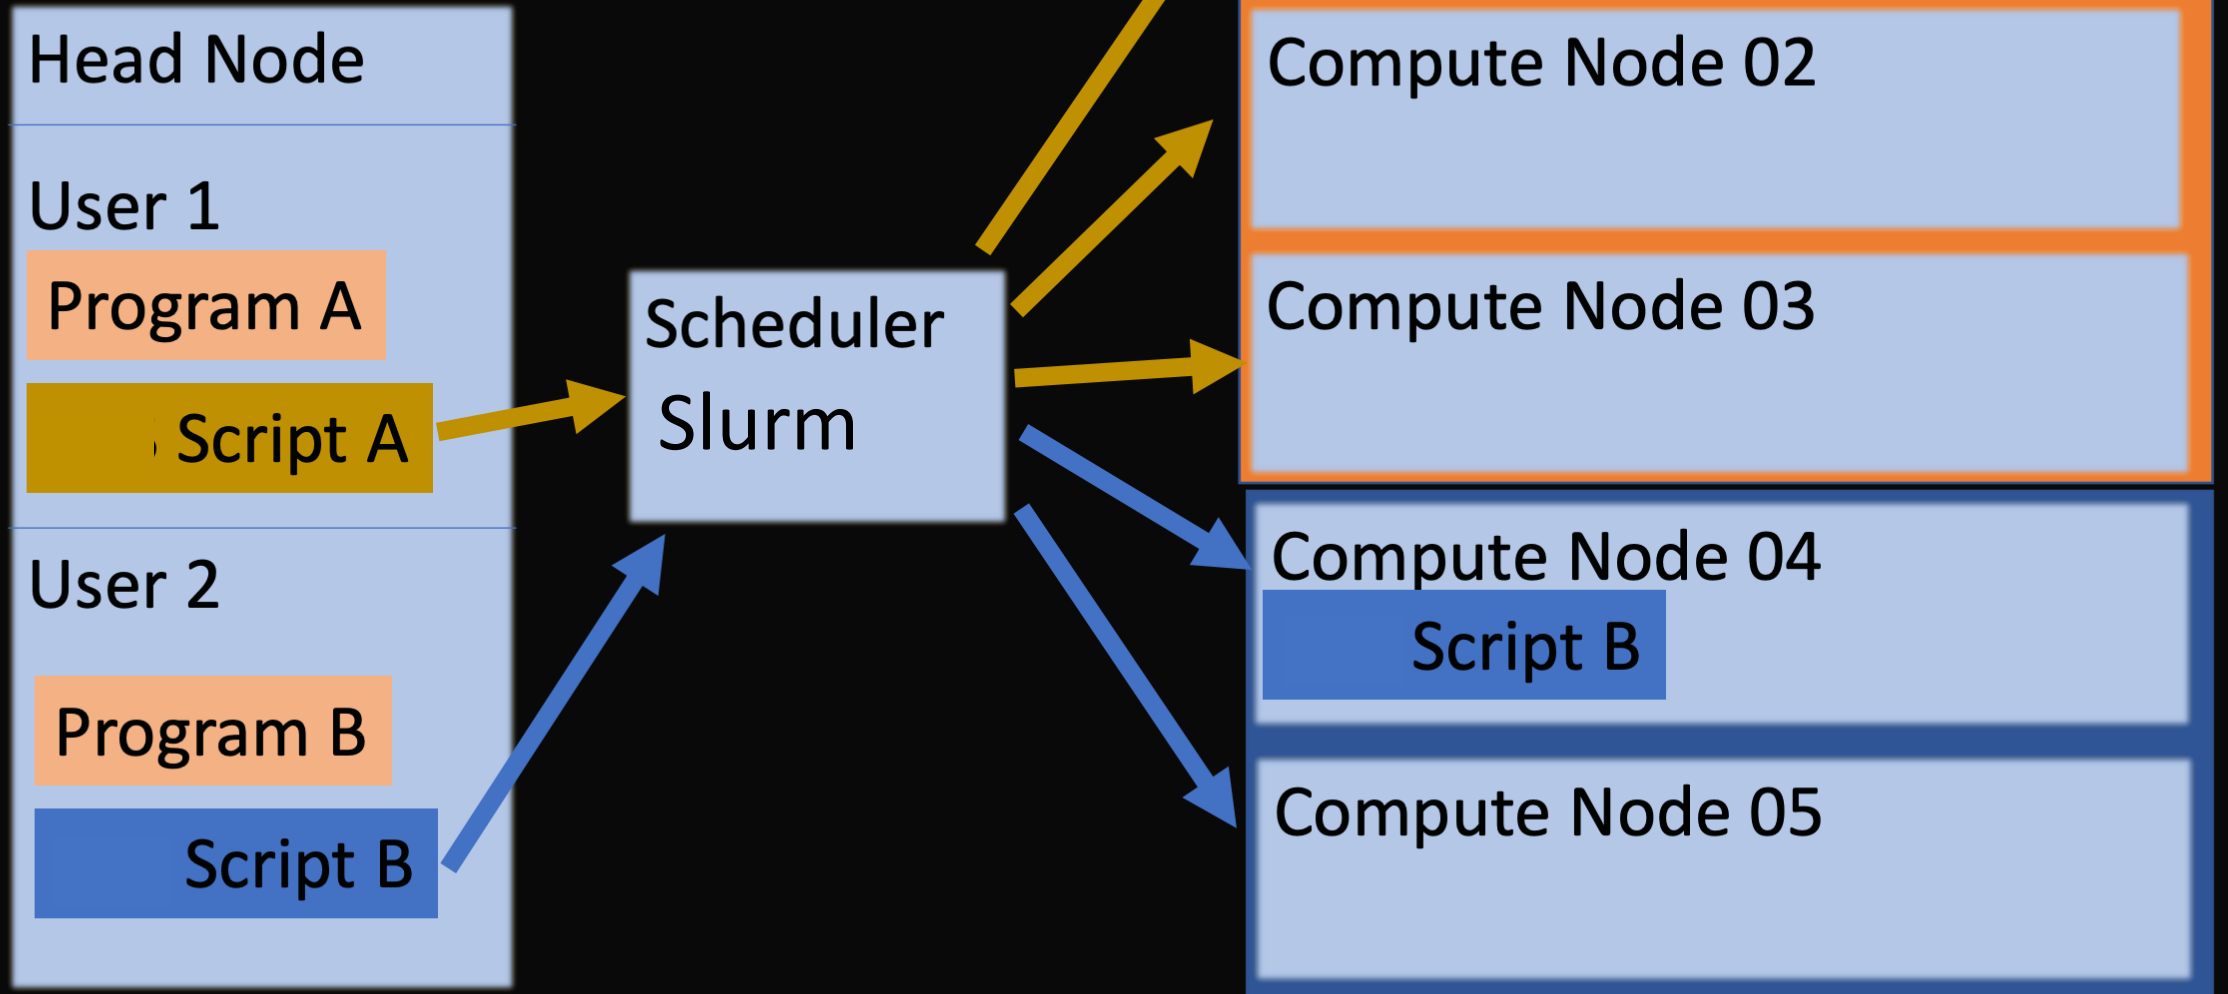 Head Node
User 1
Program A
Script A
User 2
Program B
Script B
Scheduler
Slurm
Compute Node 02
Compute Node 03
Compute Node 04
Script B
Compute Node 05